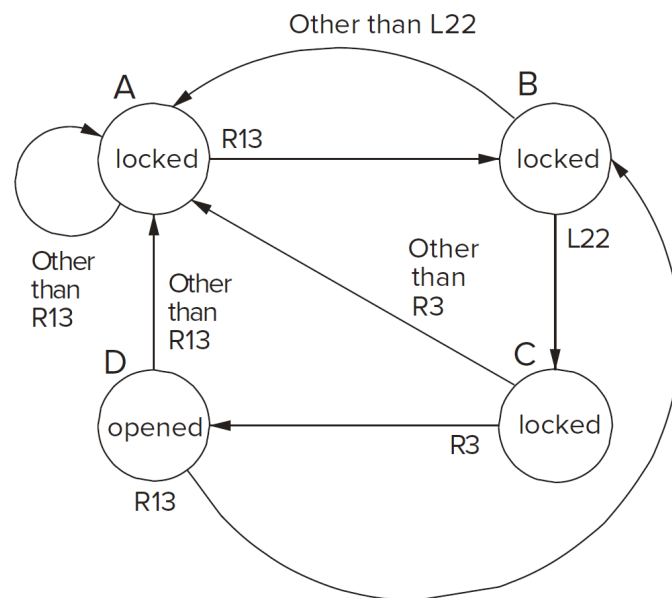 Other than L22
A
B
locked
R13
locked
Other
than
R13
Other
than
R13
Other
than
R3
L22
D
C
opened
R3
locked
R13